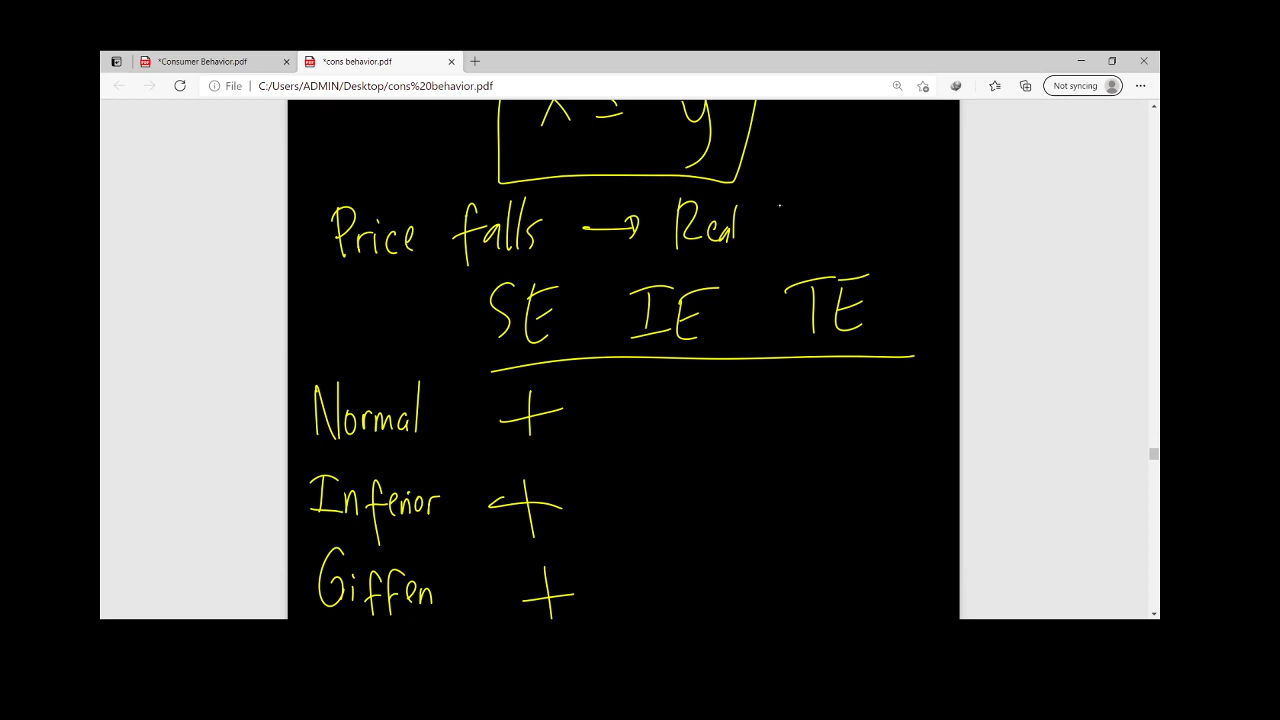 *Consumer Behavior.pdf *cons behavior.pdf
File C:/Users/ADMIN/Desktop/cons%20behavior.pdf Not syncing
Price falls → Real
SE IE TE
Normal +
Inferior +
Giffen +